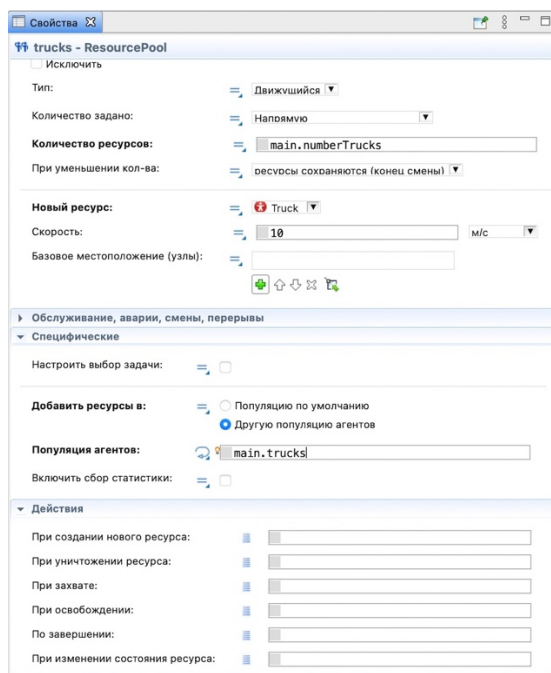 Свойства
trucks - ResourcePool
Исключить
Тип: Движущийся
Количество задано: Напрямую
Количество ресурсов: main.numberTrucks
При уменьшении кол-ва: ресурсы сохраняются (конец смены)
Новый ресурс: Truck
Скорость: 10 м/с
Базовое местоположение (узлы):
Обслуживание, аварии, смены, перерывы
Специфические
Настроить выбор задачи:
Добавить ресурсы в: Популяцию по умолчанию
Другую популяцию агентов
Популяция агентов: main.trucks
Включить сбор статистики:
Действия
При создании нового ресурса:
При уничтожении ресурса:
При захвате:
При освобождении:
По завершении:
При изменении состояния ресурса: